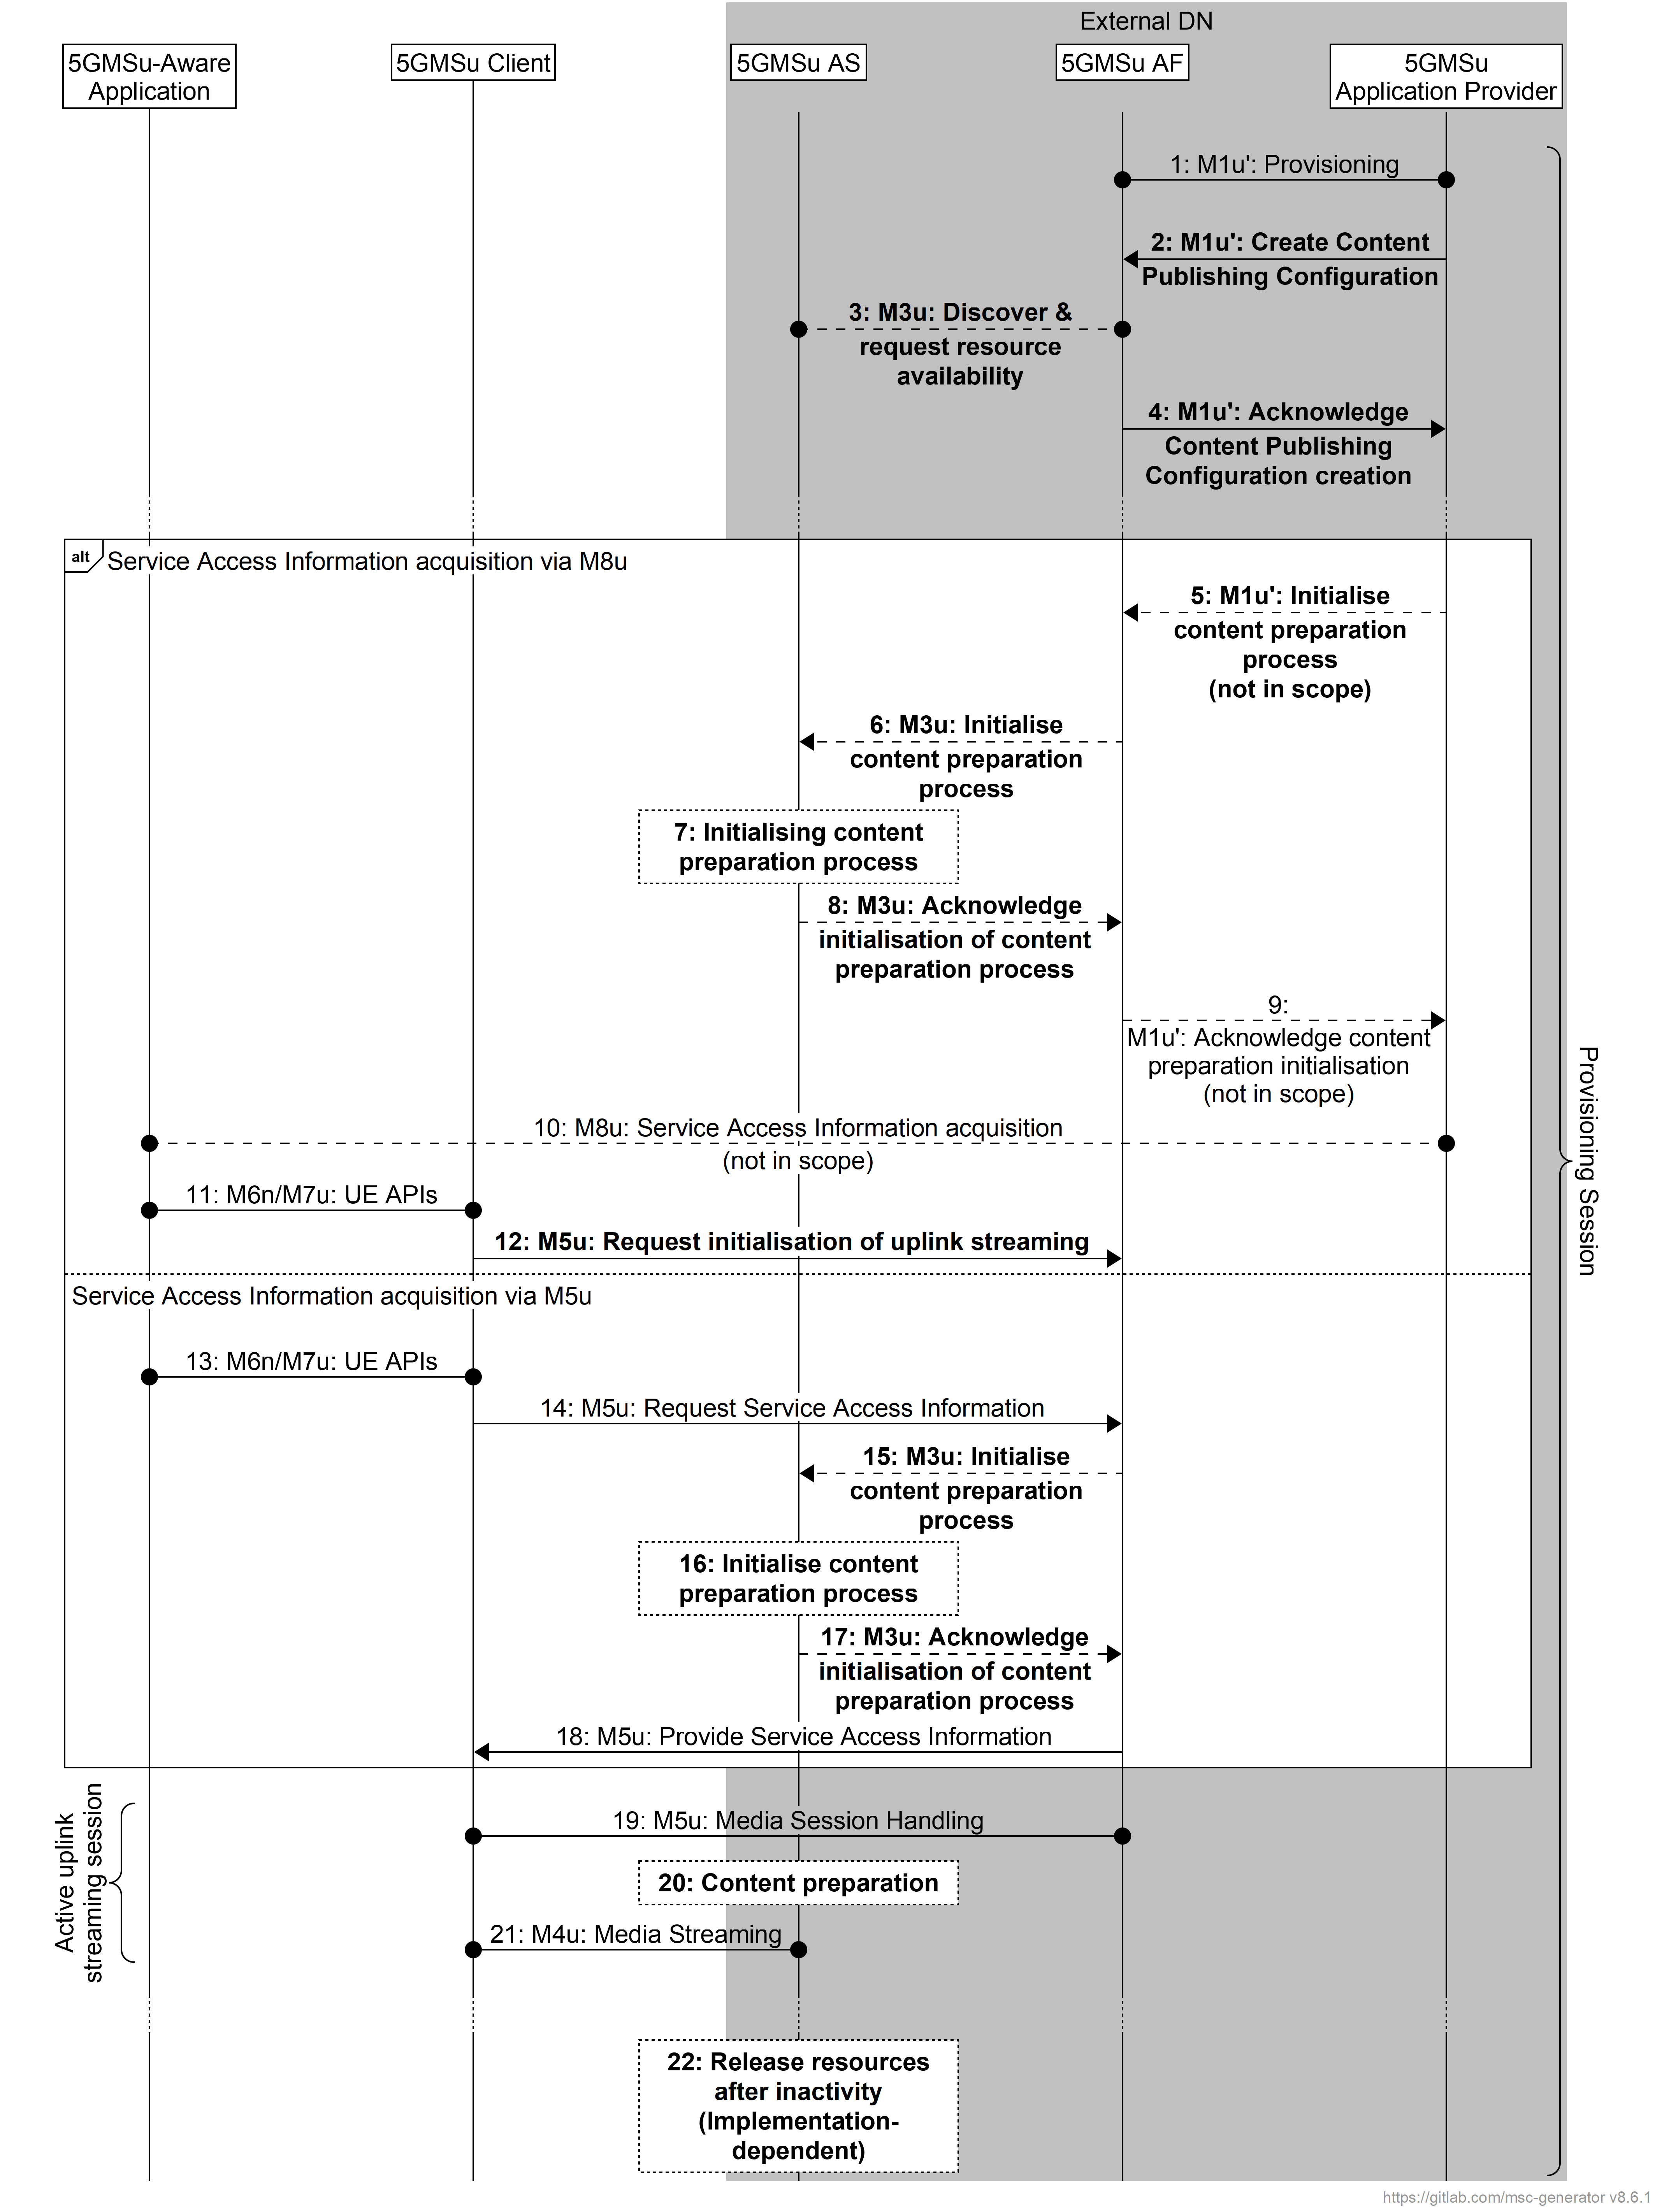 External DN
5GMSu-Aware
Application
5GMSu Client
5GMSu AS
5GMSu AF
5GMSu
Application Provider
1: M1u': Provisioning
2: M1u': Create Content
Publishing Configuration
3: M3u: Discover &
request resource
availability
4: M1u': Acknowledge
Content Publishing
Configuration creation
alt
Service Access Information acquisition via M8u
5: M1u': Initialise
content preparation
process
(not in scope)
6: M3u: Initialise
content preparation
process
7: Initialising content
preparation process
8: M3u: Acknowledge
initialisation of content
preparation process
9:
M1u': Acknowledge content
preparation initialisation
(not in scope)
10: M8u: Service Access Information acquisition
(not in scope)
11: M6n/M7u: UE APIs
12: M5u: Request initialisation of uplink streaming
Service Access Information acquisition via M5u
13: M6n/M7u: UE APIs
14: M5u: Request Service Access Information
15: M3u: Initialise
content preparation
process
16: Initialise content
preparation process
17: M3u: Acknowledge
initialisation of content
preparation process
18: M5u: Provide Service Access Information
Provisioning Session
Active uplink
streaming session
19: M5u: Media Session Handling
20: Content preparation
21: M4u: Media Streaming
22: Release resources
after inactivity
(Implementation-
dependent)
https://gitlab.com/msc-generator v8.6.1